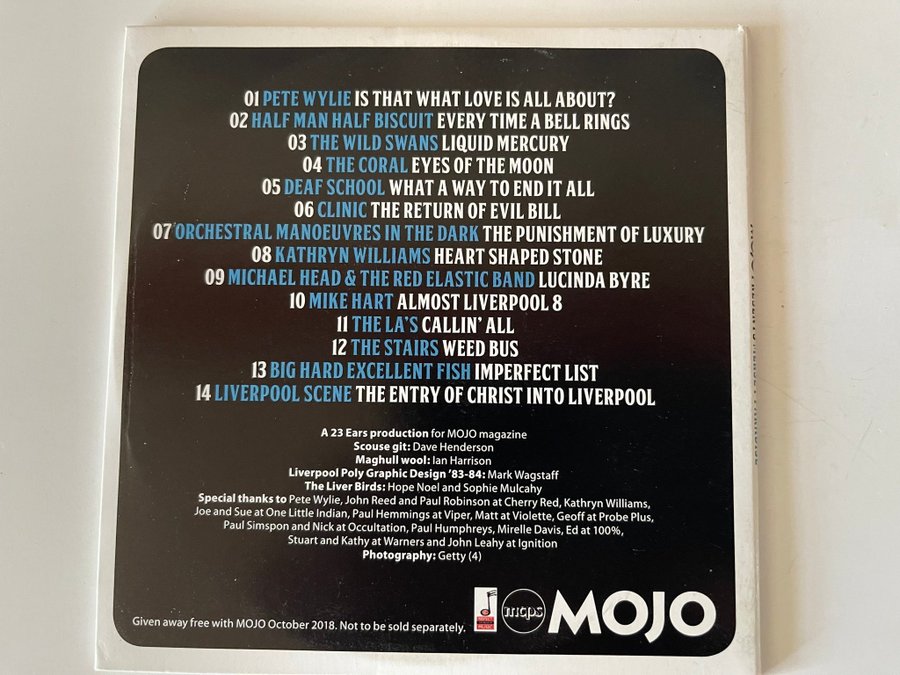 01 PETE WYLIE IS THAT WHAT LOVE IS ALL ABOUT?
02 HALF MAN HALF BISCUIT EVERY TIME A BELL RINGS
03 THE WILD SWANS LIQUID MERCURY
04 THE CORAL EYES OF THE MOON
05 DEAF SCHOOL WHAT A WAY TO END IT ALL
06 CLINIC THE RETURN OF EVIL BILL
07 ORCHESTRAL MANOEUVRES IN THE DARK THE PUNISHMENT OF LUXURY
08 KATHRYN WILLIAMS HEART SHAPED STONE
09 MICHAEL HEAD & THE RED ELASTIC BAND LUCINDA BYRE
10 MIKE HART ALMOST LIVERPOOL 8
11 THE LA'S CALLIN' ALL
12 THE STAIRS WEED BUS
13 BIG HARD EXCELLENT FISH IMPERFECT LIST
14 LIVERPOOL SCENE THE ENTRY OF CHRIST INTO LIVERPOOL
A 23 Ears production for MOJO magazine
Scouse git: Dave Henderson
Maghull wool: Ian Harrison
Liverpool Poly Graphic Design '83-84: Mark Wagstaff
The Liver Birds: Hope Noel and Sophie Mulcahy
Special thanks to Pete Wylie, John Reed and Paul Robinson at Cherry Red, Kathryn Williams,
Joe and Sue at One Little Indian, Paul Hemmings at Viper, Matt at Violette, Geoff at Probe Plus,
Paul Simspon and Nick at Occultation, Paul Humphreys, Mirelle Davis, Ed at 100%,
Stuart and Kathy at Warners and John Leahy at Ignition
Photography: Getty (4)
Given away free with MOJO October 2018. Not to be sold separately.
mcps
MOJO